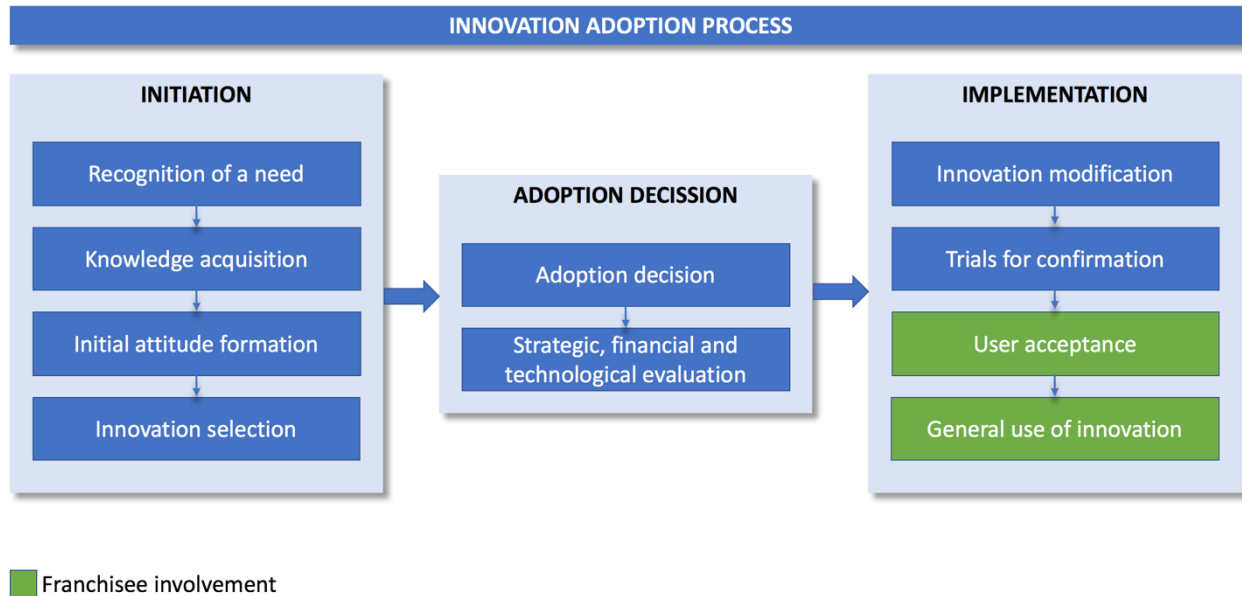 INNOVATION ADOPTION PROCESS
INITIATION
Recognition of a need
Knowledge acquisition
Initial attitude formation
Innovation selection
ADOPTION DECISSION
Adoption decision
Strategic, financial and
technological evaluation
IMPLEMENTATION
Innovation modification
Trials for confirmation
User acceptance
General use of innovation
Franchisee involvement